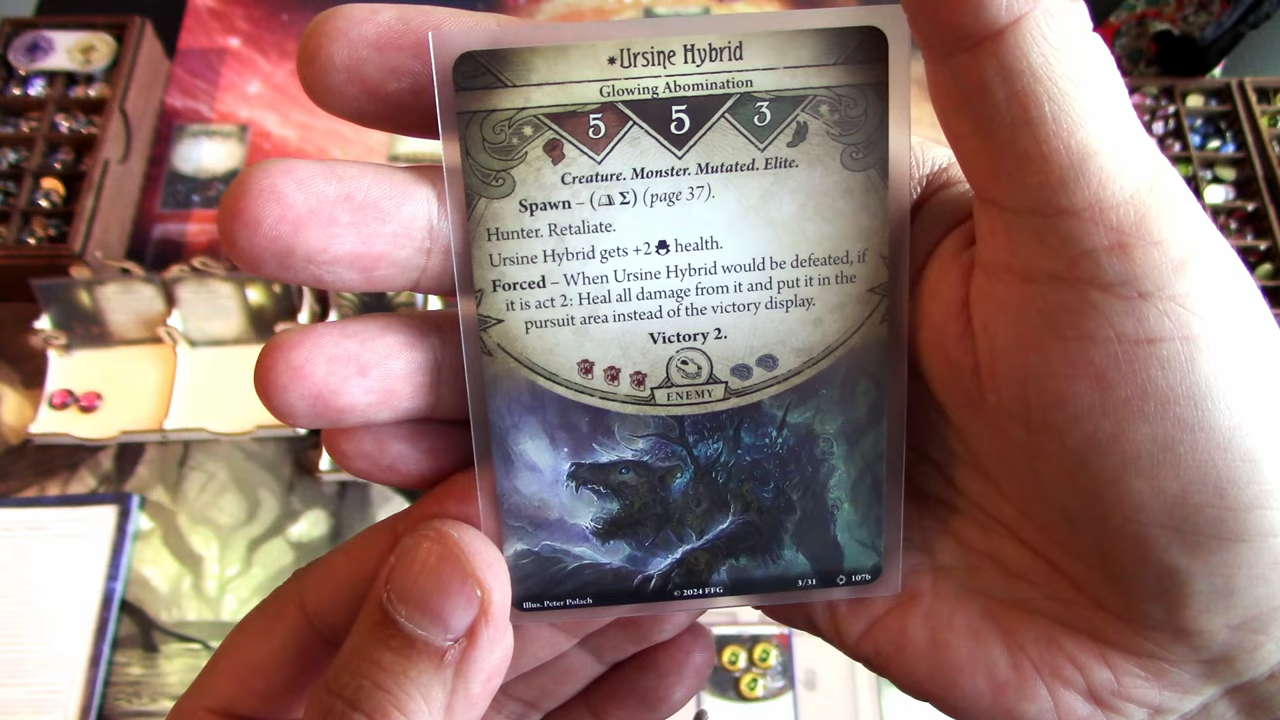 *Ursine Hybrid
Glowing Abomination
5 5 3
Creature. Monster. Mutated. Elite.
Spawn – (Σ) (page 37).
Hunter. Retaliate.
Ursine Hybrid gets +2 health.
Forced – When Ursine Hybrid would be defeated, if
it is act 2: Heal all damage from it and put it in the
pursuit area instead of the victory display.
Victory 2.
ENEMY
Illus. Peter Polach
© 2024 FFG
3/31 107b